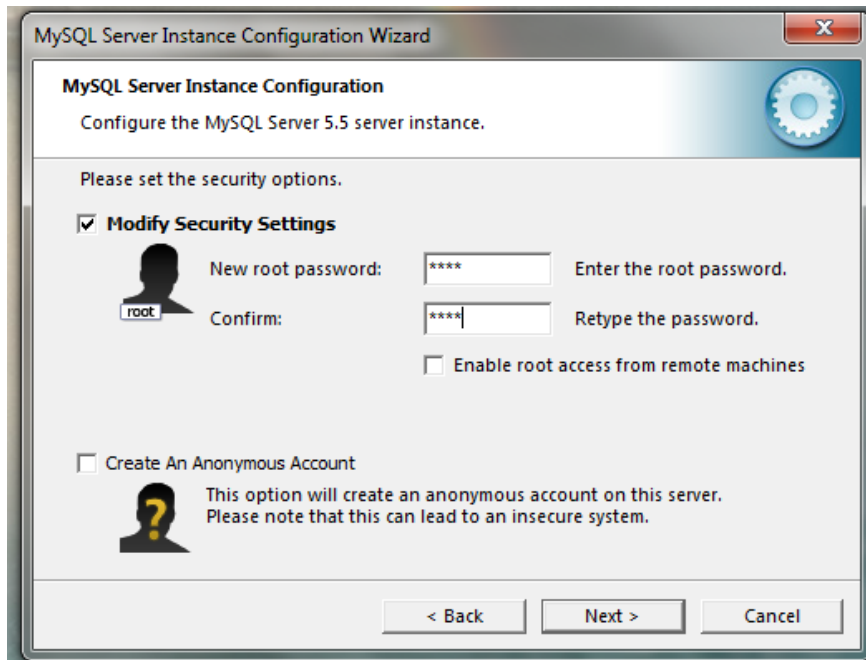 MySQL Server Instance Configuration Wizard
MySQL Server Instance Configuration
Configure the MySQL Server 5.5 server instance.
Please set the security options.
Modify Security Settings
New root password: **** Enter the root password.
root
Confirm: **** Retype the password.
Enable root access from remote machines
Create An Anonymous Account
This option will create an anonymous account on this server.
Please note that this can lead to an insecure system.
< Back Next > Cancel